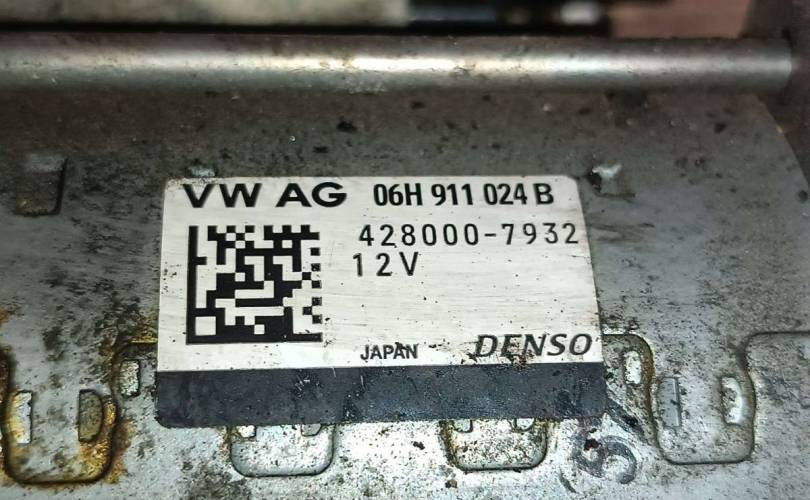 VW AG 06H 911 024 B
428000-7932
12V
JAPAN DENSO